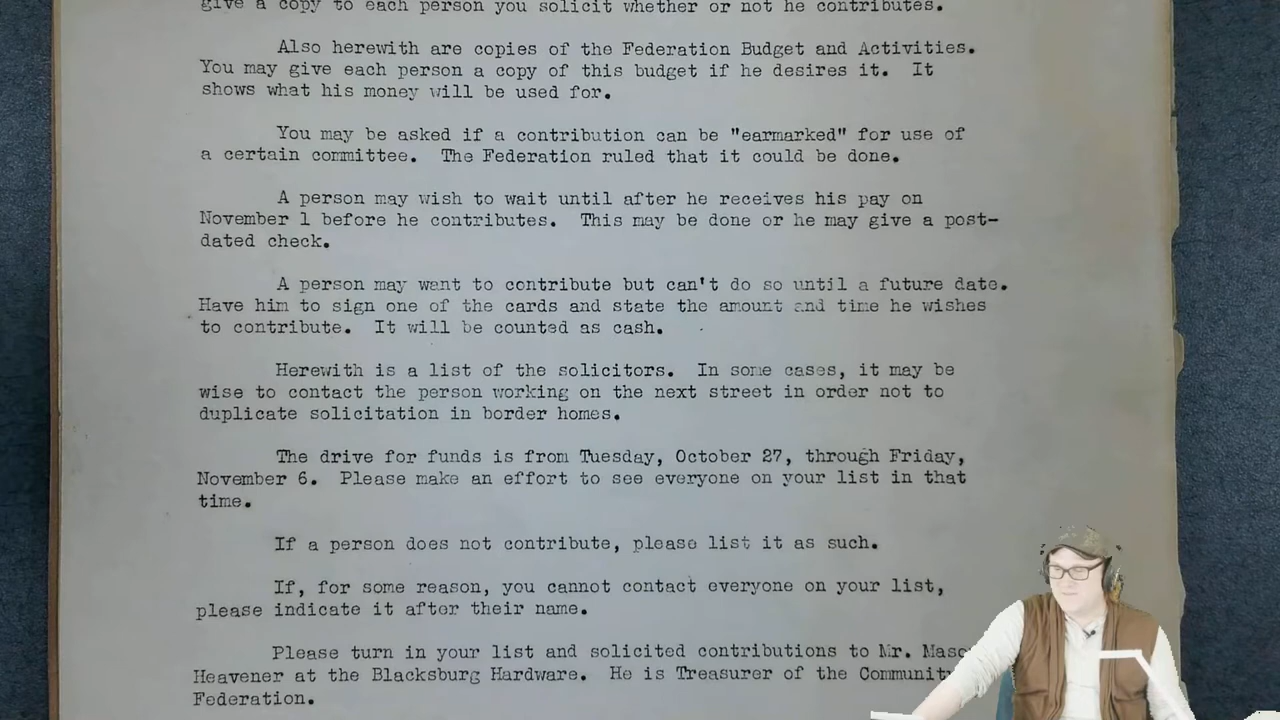 give a copy to each person you solicit whether or not he contributes.
Also herewith are copies of the Federation Budget and Activities.
You may give each person a copy of this budget if he desires it. It
shows what his money will be used for.
You may be asked if a contribution can be "earmarked" for use of
a certain committee. The Federation ruled that it could be done.
A person may wish to wait until after he receives his pay on
November 1 before he contributes. This may be done or he may give a post-
dated check.
A person may want to contribute but can't do so until a future date.
Have him to sign one of the cards and state the amount and time he wishes
to contribute. It will be counted as cash.
Herewith is a list of the solicitors. In some cases, it may be
wise to contact the person working on the next street in order not to
duplicate solicitation in border homes.
The drive for funds is from Tuesday, October 27, through Friday,
November 6. Please make an effort to see everyone on your list in that
time.
If a person does not contribute, please list it as such.
If, for some reason, you cannot contact everyone on your list,
please indicate it after their name.
Please turn in your list and solicited contributions to Mr.
Heavener at the Blacksburg Hardware. He is Treasurer of the Community
Federation.